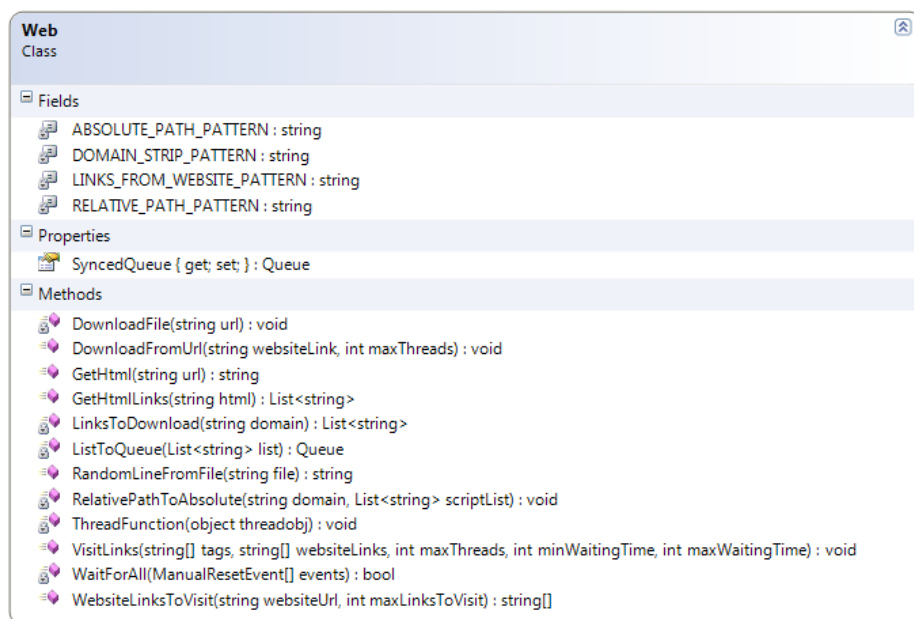 Web
Class
Fields
ABSOLUTE_PATH_PATTERN : string
DOMAIN_STRIP_PATTERN : string
LINKS_FROM_WEBSITE_PATTERN : string
RELATIVE_PATH_PATTERN : string
Properties
SyncedQueue { get; set; } : Queue
Methods
DownloadFile(string url) : void
DownloadFromUrl(string websiteLink, int maxThreads) : void
GetHtml(string url) : string
GetHtmlLinks(string html) : List<string>
LinksToDownload(string domain) : List<string>
ListToQueue(List<string> list) : Queue
RandomLineFromFile(string file) : string
RelativePathToAbsolute(string domain, List<string> scriptList) : void
ThreadFunction(object threadobj) : void
VisitLinks(string[] tags, string[] websiteLinks, int maxThreads, int minWaitingTime, int maxWaitingTime) : void
WaitForAll(ManualResetEvent[] events) : bool
WebsiteLinksToVisit(string websiteUrl, int maxLinksToVisit) : string[]